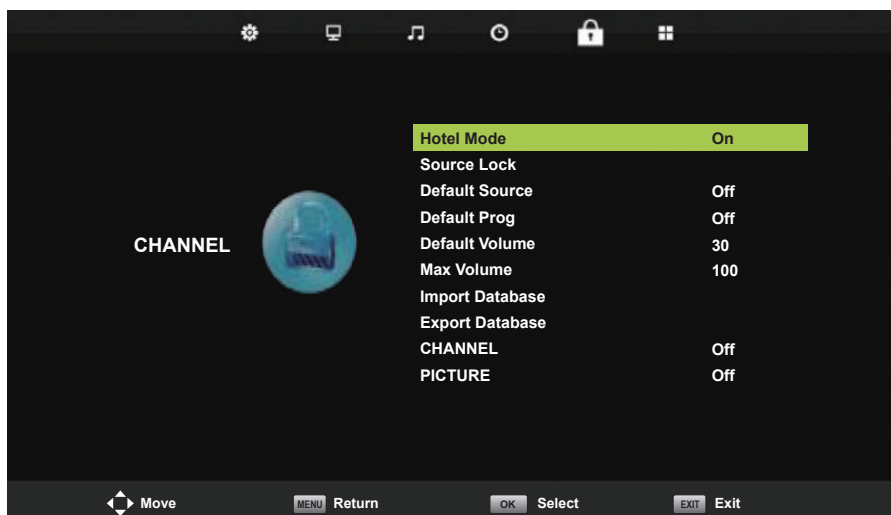 Hotel Mode On
Source Lock
Default Source Off
Default Prog Off
CHANNEL
Default Volume 30
Max Volume 100
Import Database
Export Database
CHANNEL Off
PICTURE Off
Move MENU Return OK Select EXIT Exit